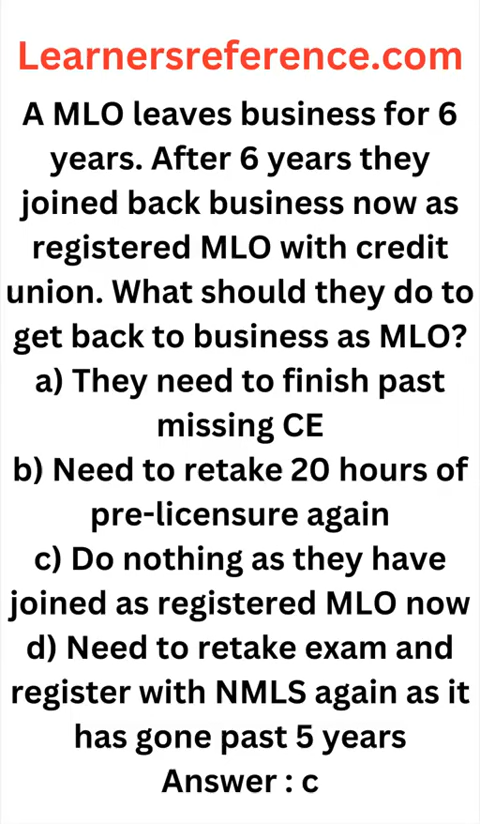 Learnersreference.com
A MLO leaves business for 6
years. After 6 years they
joined back business now as
registered MLO with credit
union. What should they do to
get back to business as MLO?
a) They need to finish past
missing CE
b) Need to retake 20 hours of
pre-licensure again
c) Do nothing as they have
joined as registered MLO now
d) Need to retake exam and
register with NMLS again as it
has gone past 5 years
Answer : c